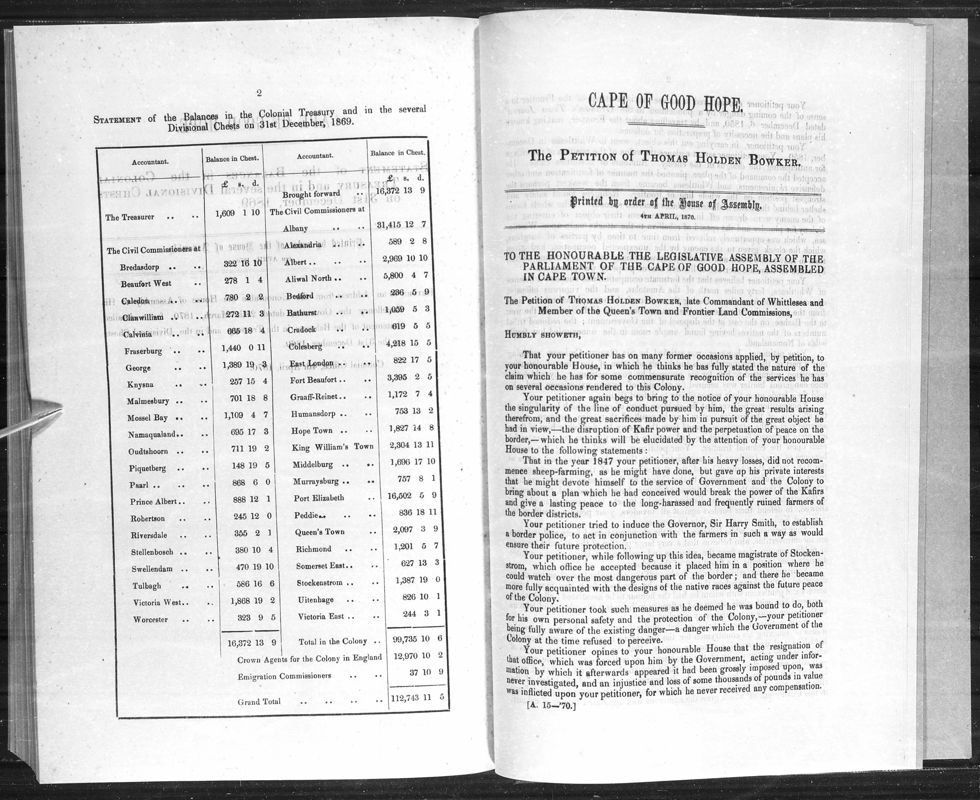 2
STATEMENT of the Balances in the Colonial Treasury and in the several
Divisional Chests on 31st December, 1869.
Accountant. Balance in Chest. Accountant. Balance in Chest.
£ s. d. £ s. d.
Brought forward .. 16,372 13 9
The Treasurer .. .. 1,609 1 10 The Civil Commissioners at
Albany .. .. 31,415 12 7
The Civil Commissioners at Alexandria .. 589 2 8
Bredasdorp .. .. 322 16 10 Albert .. .. .. 2,969 10 10
Beaufort West .. 278 1 4 Aliwal North .. .. 5,800 4 7
Caledon .. .. 780 2 2 Bedford .. .. 236 5 9
Clanwilliam .. .. 272 11 3 Bathurst .. .. 1,059 5 3
Calvinia .. .. 665 18 4 Cradock .. .. 619 5 5
Fraserburg .. .. 1,440 0 11 Colesberg .. .. 4,218 15 5
George .. .. 1,389 19 3 East London .. .. 822 17 5
Knysna .. .. 257 15 4 Fort Beaufort .. .. 3,395 2 5
Malmesbury .. .. 701 18 8 Graaff-Reinet .. .. 1,172 7 4
Mossel Bay .. .. 1,109 4 7 Humansdorp .. .. 753 13 2
Namaqualand .. .. 695 17 3 Hope Town .. .. 1,827 14 8
Oudtshoorn .. .. 711 19 2 King William's Town 2,304 13 11
Piquetberg .. .. 148 19 5 Middelburg .. .. 1,696 17 10
Paarl .. .. .. 868 6 0 Murraysburg .. .. 757 8 1
Prince Albert .. .. 888 12 1 Port Elizabeth .. 16,502 5 9
Robertson .. .. 245 12 0 Peddie .. .. 836 18 11
Riversdale .. .. 355 2 1 Queen's Town .. 2,097 3 9
Stellenbosch .. .. 380 10 4 Richmond .. .. 1,201 5 7
Swellendam .. .. 470 19 10 Somerset East .. .. 627 13 3
Tulbagh .. .. 586 16 6 Stockenstrom .. .. 1,387 19 0
Victoria West .. .. 1,868 19 2 Uitenhage .. .. 826 10 1
Worcester .. .. 323 9 5 Victoria East .. .. 244 3 1
16,372 13 9 Total in the Colony .. 99,735 10 6
Crown Agents for the Colony in England 12,970 10 2
Emigration Commissioners .. .. 37 10 9
Grand Total .. .. .. .. 112,743 11 5
CAPE OF GOOD HOPE.
The PETITION of THOMAS HOLDEN BOWKER.
Printed by order of the House of Assembly.
4TH APRIL, 1870.
TO THE HONOURABLE THE LEGISLATIVE ASSEMBLY OF THE
PARLIAMENT OF THE CAPE OF GOOD HOPE, ASSEMBLED
IN CAPE TOWN.
The Petition of THOMAS HOLDEN BOWKER, late Commandant of Whittlesea and
Member of the Queen's Town and Frontier Land Commissions,
HUMBLY SHOWETH,
That your petitioner has on many former occasions applied, by petition, to
your honourable House, in which he thinks he has fully stated the nature of the
claim which he has for some commensurate recognition of the services he has
on several occasions rendered to this Colony.
Your petitioner again begs to bring to the notice of your honourable House
the singularity of the line of conduct pursued by him, the great results arising
therefrom, and the great sacrifices made by him in pursuit of the great object he
had in view,—the disruption of Kafir power and the perpetuation of peace on the
border,—which he thinks will be elucidated by the attention of your honourable
House to the following statements:
That in the year 1847 your petitioner, after his heavy losses, did not recom-
mence sheep-farming, as he might have done, but gave up his private interests
that he might devote himself to the service of Government and the Colony to
bring about a plan which he had conceived would break the power of the Kafirs
and give a lasting peace to the long-harassed and frequently ruined farmers of
the border districts.
Your petitioner tried to induce the Governor, Sir Harry Smith, to establish
a border police, to act in conjunction with the farmers in such a way as would
ensure their future protection.
Your petitioner, while following up this idea, became magistrate of Stocken-
strom, which office he accepted because it placed him in a position where he
could watch over the most dangerous part of the border; and there he became
more fully acquainted with the designs of the native races against the future peace
of the Colony.
Your petitioner took such measures as he deemed he was bound to do, both
for his own personal safety and the protection of the Colony,—your petitioner
being fully aware of the existing danger—a danger which the Government of the
Colony at the time refused to perceive.
Your petitioner opines to your honourable House that the resignation of
that office, which was forced upon him by the Government, acting under infor-
mation by which it afterwards appeared it had been grossly imposed upon, was
never investigated, and an injustice and loss of some thousands of pounds in value
was inflicted upon your petitioner, for which he never received any compensation.
[A. 15—'70.]